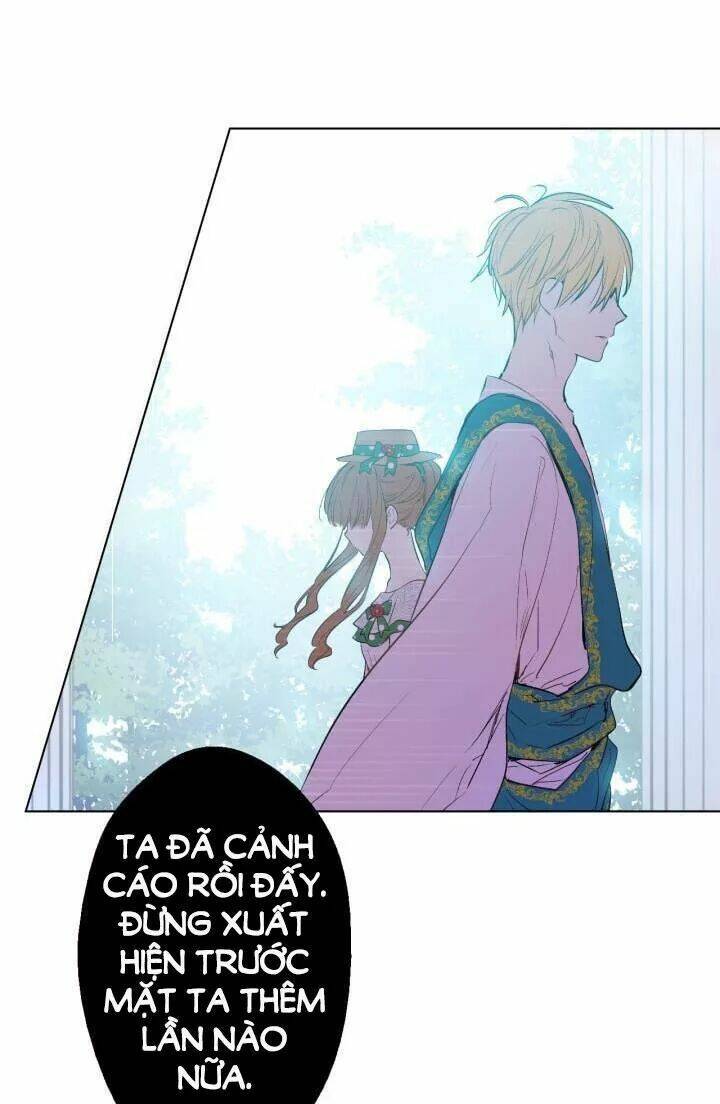 TA ĐÃ CẢNH
CÁO RỒI ĐẤY.
ĐỪNG XUẤT
HIỆN TRƯỚC
MẶT TA THÊM
LẦN NÀO
NỮA.